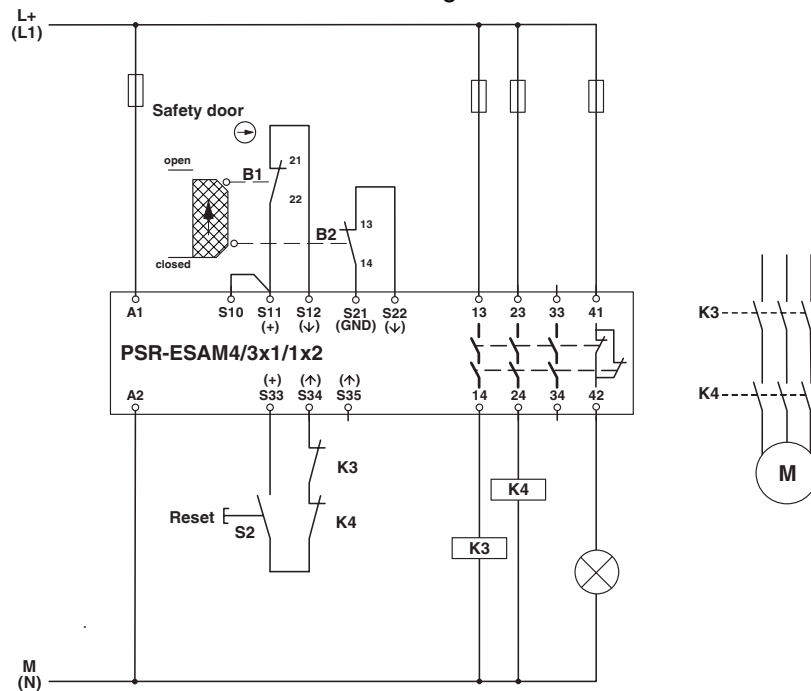 L+
(L1)
Safety door
open
B1
21
22
B2
13
14
closed
A1
S10
S11
(+)
S12
(↓)
S21
(GND)
S22
(↓)
13
23
33
41
PSR-ESAM4/3x1/1x2
A2
(+)
S33
(↑)
S34
(↑)
S35
14
24
34
42
K3
K4
Reset
S2
K4
K3
K3
K4
M
M
(N)